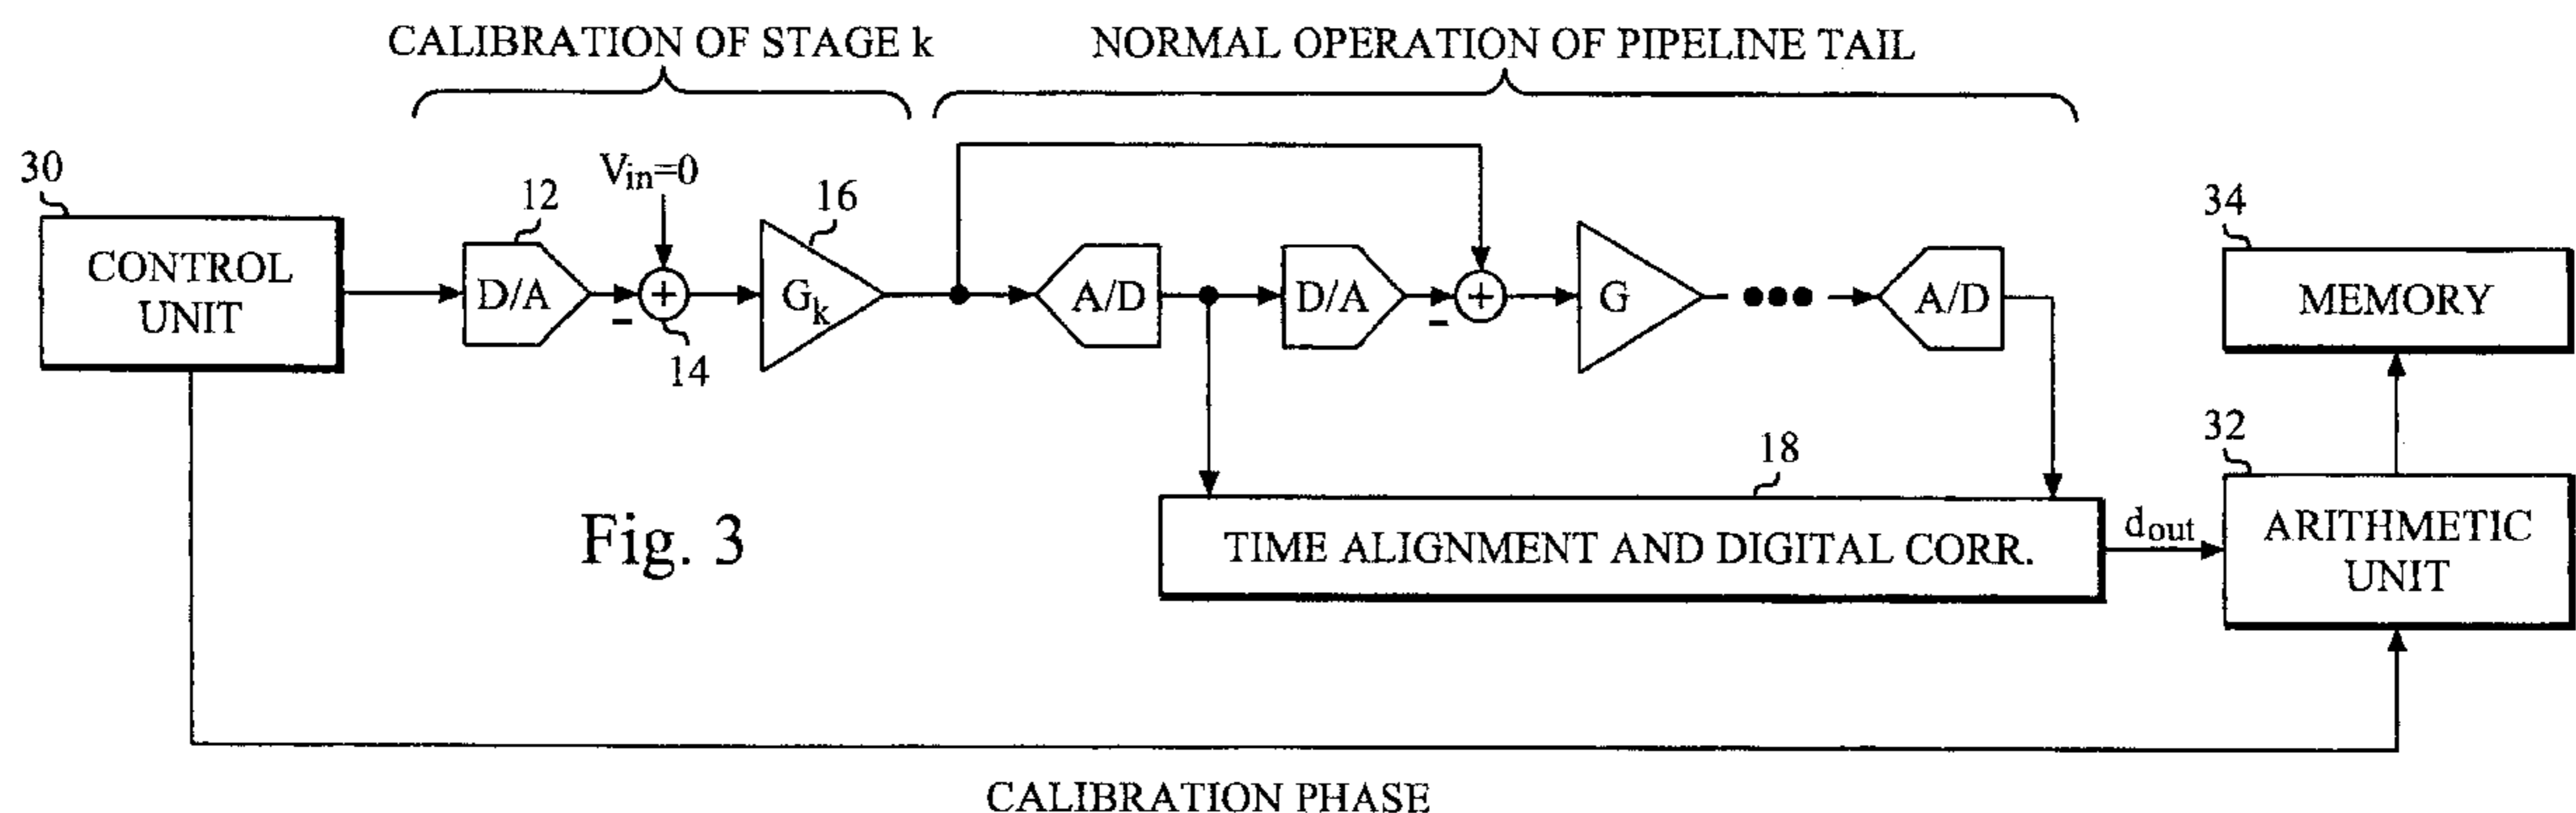 CALIBRATION OF STAGE k
NORMAL OPERATION OF PIPELINE TAIL
30
12
Vin=0
16
34
CONTROL
UNIT
D/A
+
-
14
Gk
A/D
D/A
+
-
G
•••
A/D
MEMORY
32
18
Fig. 3
TIME ALIGNMENT AND DIGITAL CORR.
dout
ARITHMETIC
UNIT
CALIBRATION PHASE